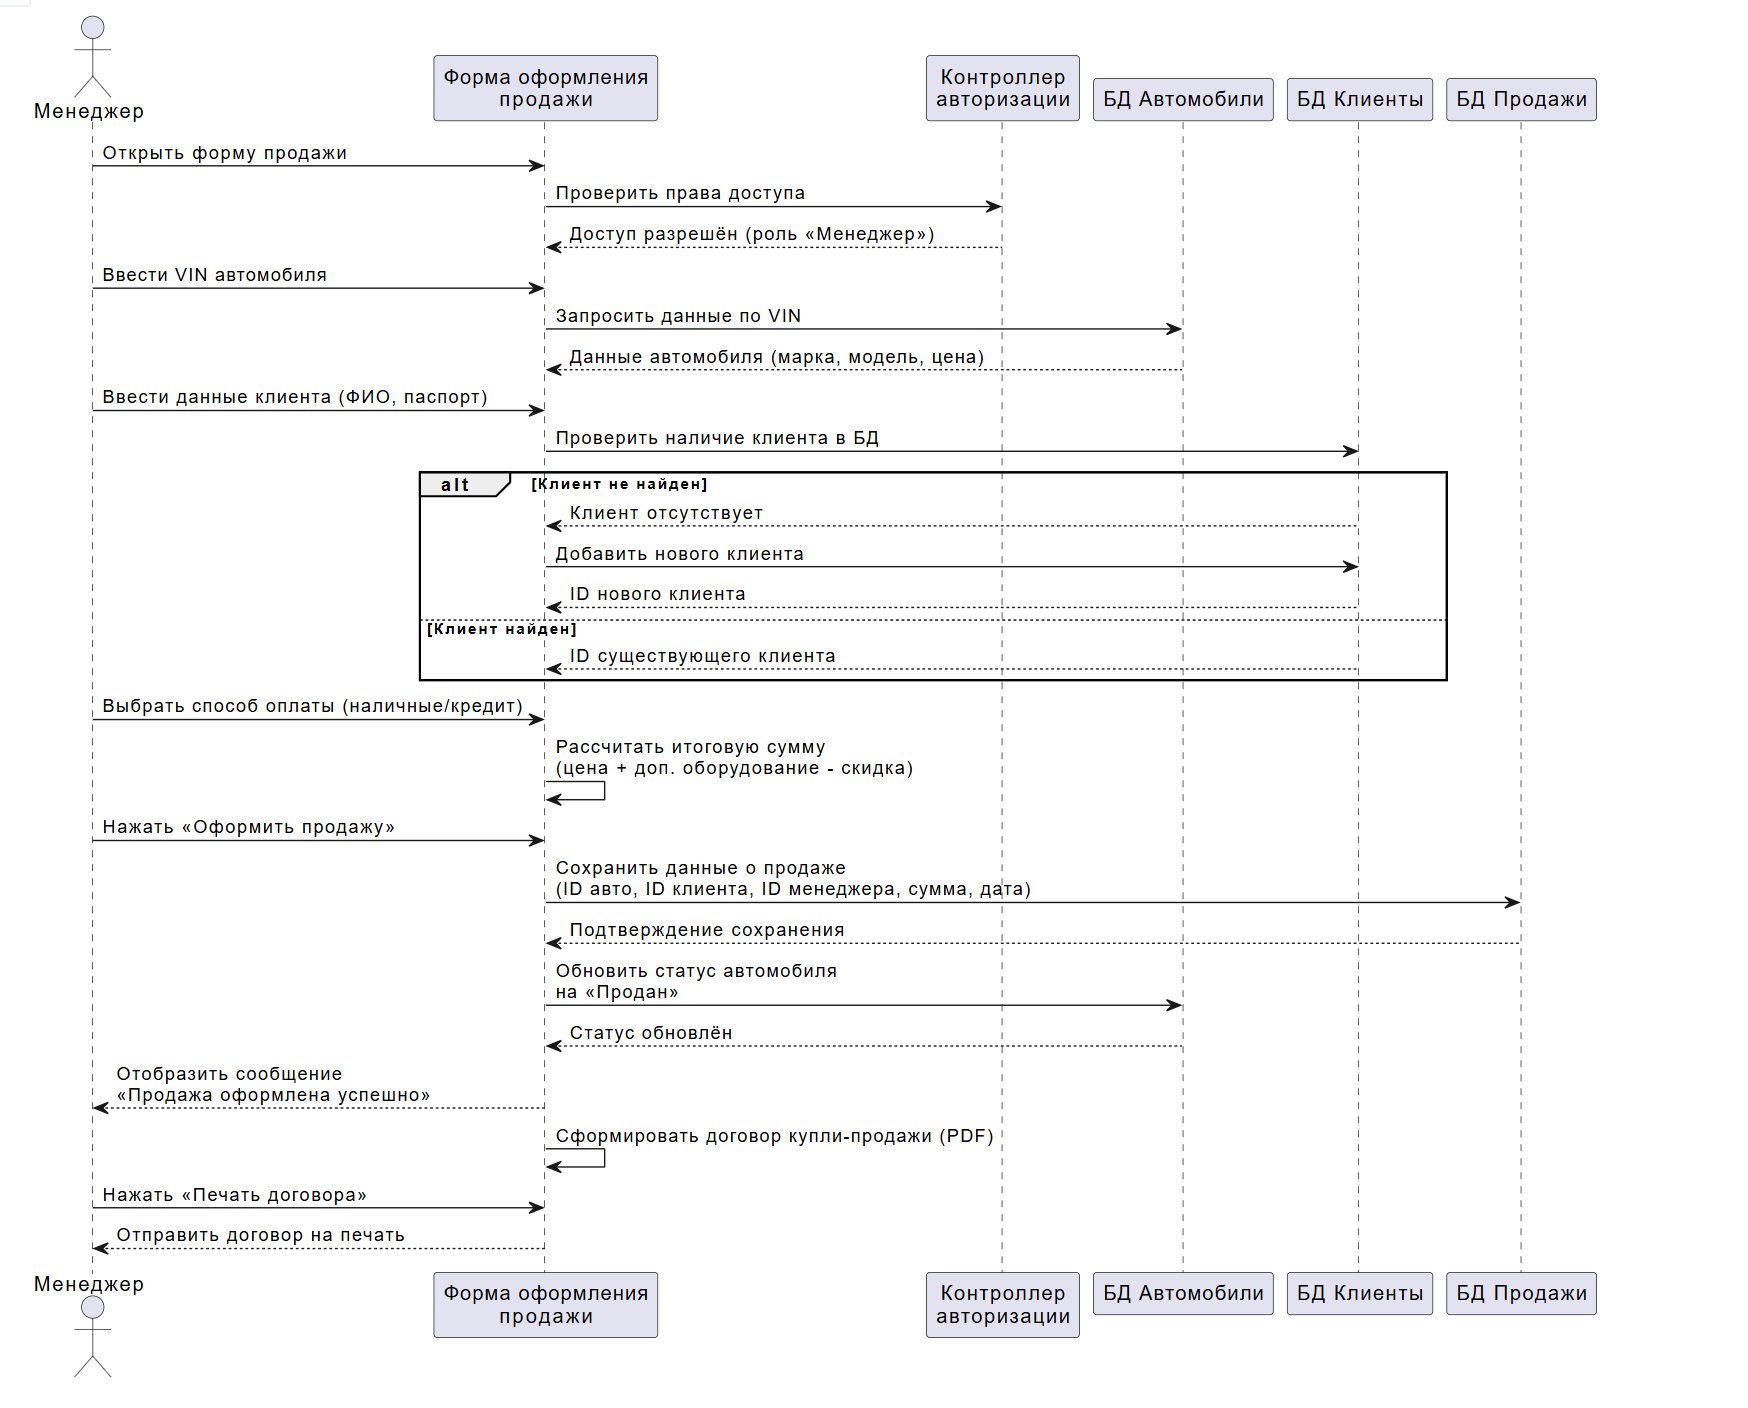 Менеджер
Форма оформления
продажи
Контроллер
авторизации
БД Автомобили
БД Клиенты
БД Продажи
Открыть форму продажи
Проверить права доступа
Доступ разрешён (роль «Менеджер»)
Ввести VIN автомобиля
Запросить данные по VIN
Данные автомобиля (марка, модель, цена)
Ввести данные клиента (ФИО, паспорт)
Проверить наличие клиента в БД
alt
[Клиент не найден]
Клиент отсутствует
Добавить нового клиента
ID нового клиента
[Клиент найден]
ID существующего клиента
Выбрать способ оплаты (наличные/кредит)
Рассчитать итоговую сумму
(цена + доп. оборудование - скидка)
Нажать «Оформить продажу»
Сохранить данные о продаже
(ID авто, ID клиента, ID менеджера, сумма, дата)
Подтверждение сохранения
Обновить статус автомобиля
на «Продан»
Статус обновлён
Отобразить сообщение
«Продажа оформлена успешно»
Сформировать договор купли-продажи (PDF)
Нажать «Печать договора»
Отправить договор на печать
Менеджер
Форма оформления
продажи
Контроллер
авторизации
БД Автомобили
БД Клиенты
БД Продажи